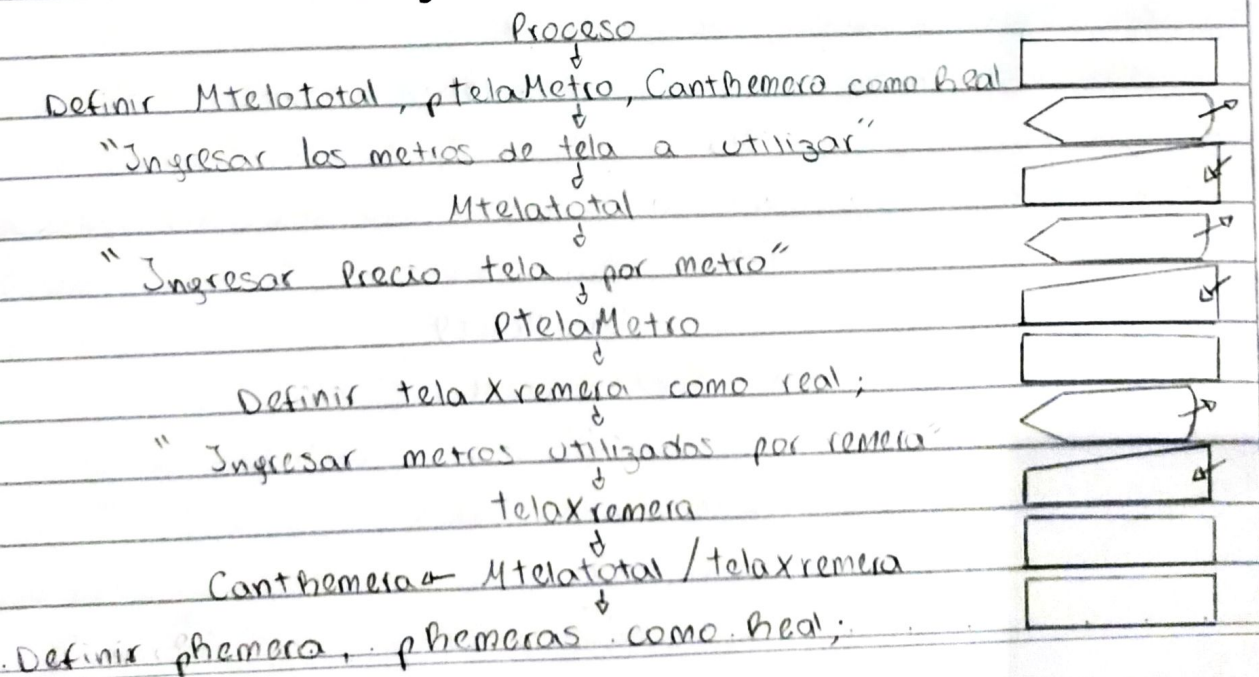 Proceso
Definir Mtelototal, ptelaMetro, CantRemera como Real
"Ingresar los metros de tela a utilizar"
Mtelatotal
"Ingresar Precio tela por metro"
PtelaMetro
Definir telaXremera como real;
"Ingresar metros utilizados por remera"
telaXremera
CantRemera← Mtelatotal/telaxremera
Definir pRemera, pRemeras como Real;